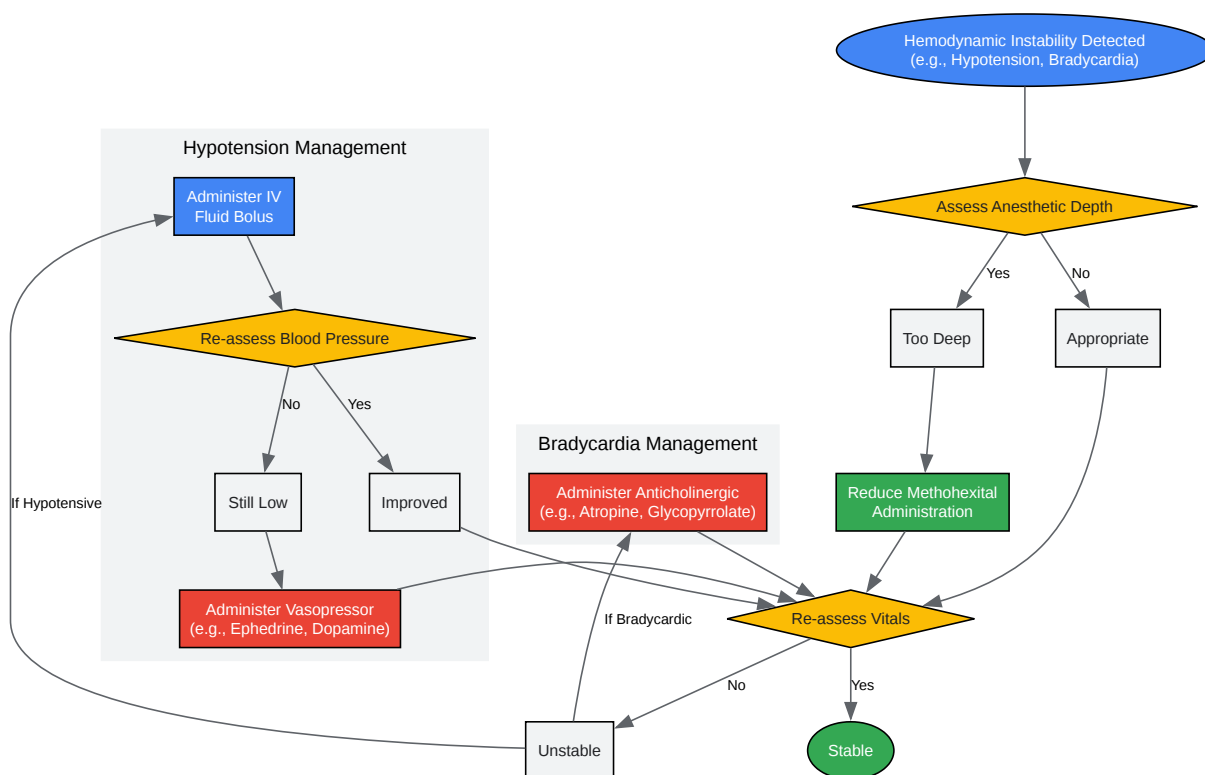 Hemodynamic Instability Detected
(e.g., Hypotension, Bradycardia)
Hypotension Management
Administer IV
Fluid Bolus
Assess Anesthetic Depth
Yes
No
Re-assess Blood Pressure
Too Deep
Appropriate
No
Yes
Bradycardia Management
If Hypotensive
Still Low
Improved
Administer Anticholinergic
(e.g., Atropine, Glycopyrrolate)
Reduce Methohexital
Administration
Administer Vasopressor
(e.g., Ephedrine, Dopamine)
If Bradycardic
Re-assess Vitals
No
Yes
Unstable
Stable